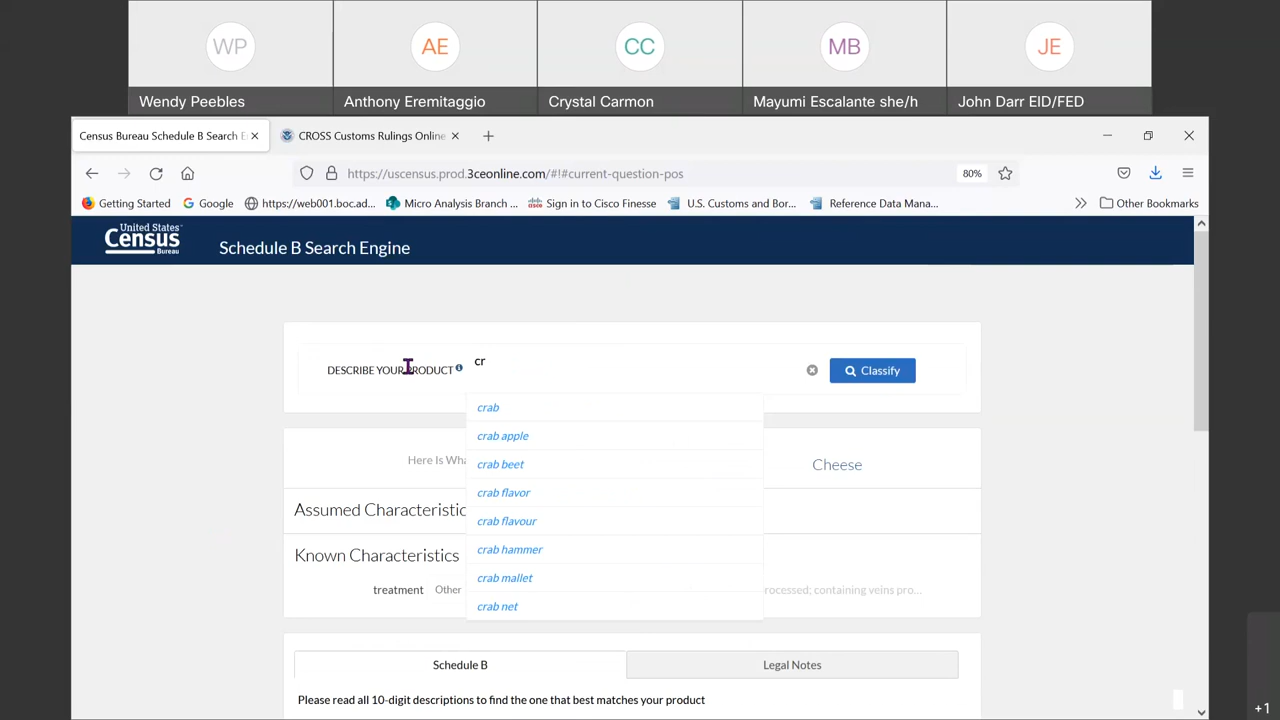 WP
AE
CC
MB
JE
Wendy Peebles
Anthony Eremitaggio
Crystal Carmon
Mayumi Escalante she/h
John Darr EID/FED
Census Bureau Schedule B Search E
CROSS Customs Rulings Online
https://uscensus.prod.3ceonline.com/#!#current-question-pos
80%
Getting Started
Google
https://web001.boc.ad...
Micro Analysis Branch ...
Sign in to Cisco Finesse
U.S. Customs and Bor...
Reference Data Mana...
Other Bookmarks
United States
Census
Bureau
Schedule B Search Engine
DESCRIBE YOUR PRODUCT
cr
Classify
crab
crab apple
crab beet
crab flavor
crab flavour
crab hammer
crab mallet
crab net
Here Is Wha
Cheese
Assumed Characteristic
Known Characteristics
treatment Other
rocessed; containing veins pro...
Schedule B
Legal Notes
Please read all 10-digit descriptions to find the one that best matches your product
+1